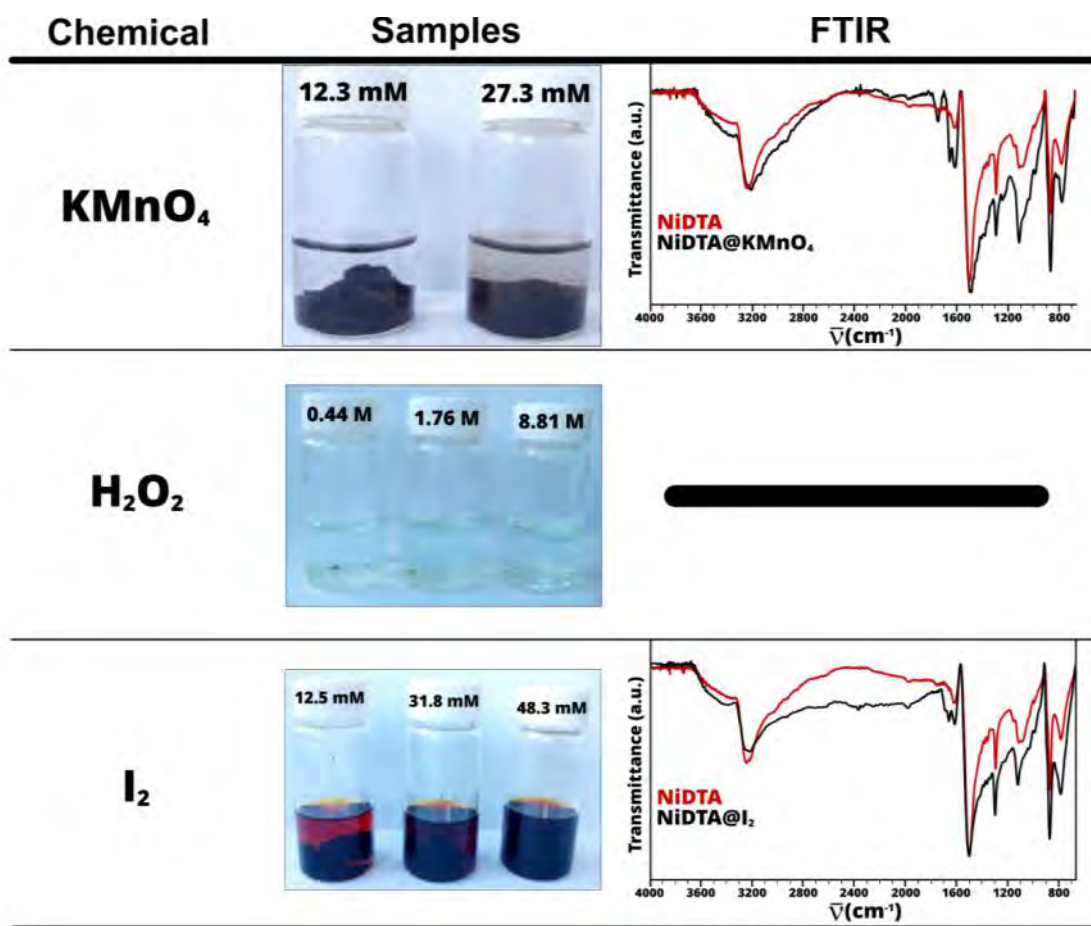 Chemical Samples FTIR
KMnO₄
12.3 mM 27.3 mM
Transmittance (a.u.)
NiDTA
NiDTA@KMnO₄
4000 3600 3200 2800 2400 2000 1600 1200 800
ν̅(cm⁻¹)
H₂O₂
0.44 M 1.76 M 8.81 M
I₂
12.5 mM 31.8 mM 48.3 mM
Transmittance (a.u.)
NiDTA
NiDTA@I₂
4000 3600 3200 2800 2400 2000 1600 1200 800
ν̅(cm⁻¹)